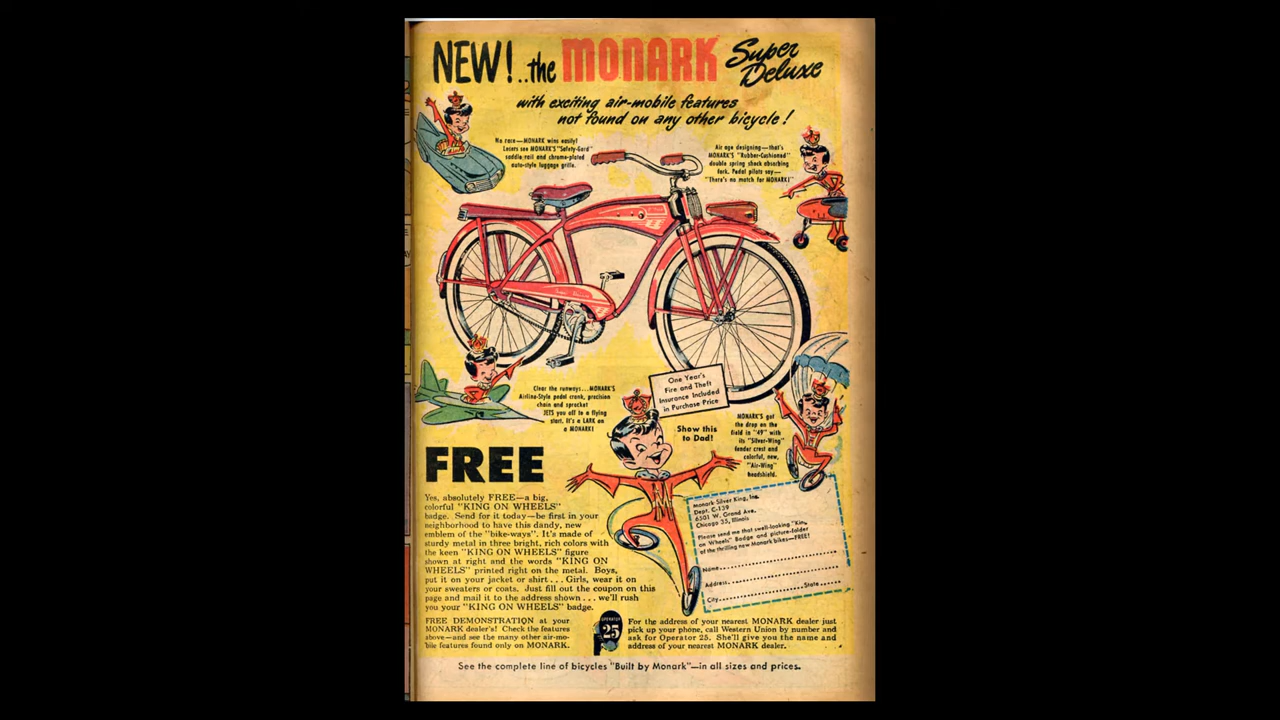 NEW!..the MONARK Super Deluxe
with exciting air-mobile features
not found on any other bicycle!
No race—MONARK wins easily!
Losers see MONARK'S "Safety-Gard"
saddle rail and chrome-plated
auto-style luggage grille.
Air age designing—that's
MONARK'S "Rubber-Cushioned"
double spring shock absorbing
fork. Pedal pilots say—
"There's no match for MONARK!"
Clear the runways...MONARK'S
Airline-Style pedal crank, precision
chain and sprocket
JETS you off to a flying
start. It's a LARK on
a MONARK!
One Year's
Fire and Theft
Insurance Included
in Purchase Price
Show this
to Dad!
MONARK'S got
the drop on the
field in "49" with
its "Silver-Wing"
fender crest and
colorful, new,
"Air-Wing"
headshield.
FREE
Yes, absolutely FREE—a big,
colorful "KING ON WHEELS"
badge. Send for it today—be first in your
neighborhood to have this dandy, new
emblem of the "bike-ways". It's made of
sturdy metal in three bright, rich colors with
the keen "KING ON WHEELS" figure
shown at right and the words "KING ON
WHEELS" printed right on the metal. Boys,
put it on your jacket or shirt... Girls, wear it on
your sweaters or coats. Just fill out the coupon on this
page and mail it to the address shown...we'll rush
you your "KING ON WHEELS" badge.
M
Monark Silver King, Inc.
Dept. C-139
6501 W. Grand Ave.
Chicago 35, Illinois
Please send me that swell-looking "King
on Wheels" Badge and picture-folder
of the thrilling new Monark bikes—FREE!
Name
Address
City State
FREE DEMONSTRATION at your
MONARK dealer's! Check the features
above—and see the many other air-mo-
bile features found only on MONARK.
OPERATOR
25
For the address of your nearest MONARK dealer just
pick up your phone, call Western Union by number and
ask for Operator 25. She'll give you the name and
address of your nearest MONARK dealer.
See the complete line of bicycles "Built by Monark"—in all sizes and prices.